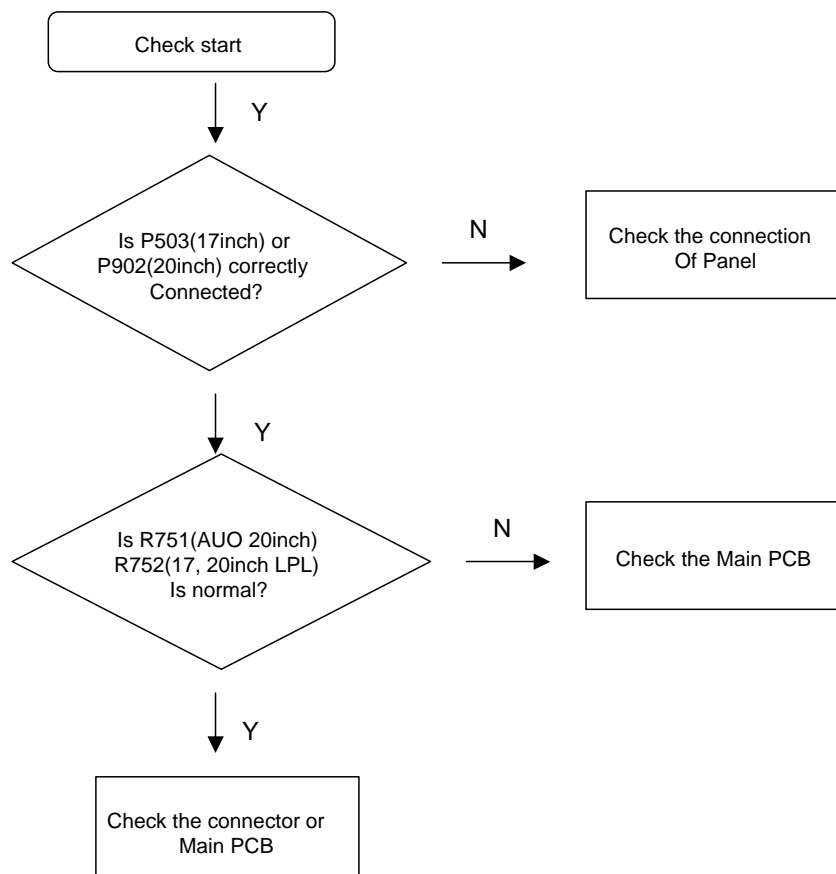 Check start
Y
Is P503(17inch) or
P902(20inch) correctly
Connected?
N
Check the connection
Of Panel
Y
Is R751(AUO 20inch)
R752(17, 20inch LPL)
Is normal?
N
Check the Main PCB
Y
Check the connector or
Main PCB